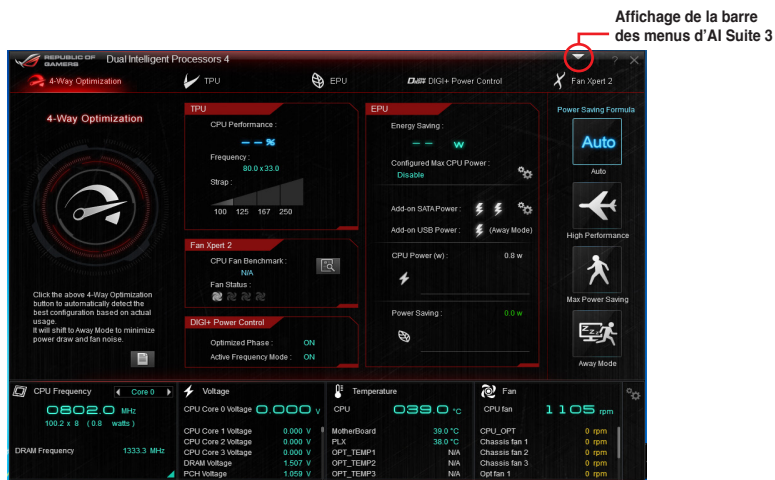 Affichage de la barre
des menus d'AI Suite 3
REPUBLIC OF
GAMERS
Dual Intelligent Processors 4
?
4-Way Optimization
TPU
EPU
DIGI+ DIGI+ Power Control
Fan Xpert 2
4-Way Optimization
Click the above 4-Way Optimization
button to automatically detect the
best configuration based on actual
usage.
It will shift to Away Mode to minimize
power draw and fan noise.
TPU
CPU Performance :
– – %
Frequency :
80.0 x 33.0
Strap :
100 125 167 250
Fan Xpert 2
CPU Fan Benchmark :
N/A
Fan Status :
DIGI+ Power Control
Optimized Phase : ON
Active Frequency Mode : ON
EPU
Energy Saving :
– – w
Configured Max CPU Power :
Disable
Add-on SATA Power :
Add-on USB Power : (Away Mode)
CPU Power (w) : 0.8 w
Power Saving : 0.0 w
Power Saving Formula
Auto
Auto
High Performance
Max Power Saving
Zzz
Away Mode
CPU Frequency Core 0
0802.0 MHz
100.2 x 8 ( 0.8 watts )
DRAM Frequency 1333.3 MHz
Voltage
CPU Core 0 Voltage 0.000 V
CPU Core 1 Voltage 0.000 V
CPU Core 2 Voltage 0.000 V
CPU Core 3 Voltage 0.000 V
DRAM Voltage 1.507 V
PCH Voltage 1.059 V
Temperature
CPU 039.0 °C
MotherBoard 39.0 °C
PLX 38.0 °C
OPT_TEMP1 N/A
OPT_TEMP2 N/A
OPT_TEMP3 N/A
Fan
CPU fan 1105 rpm
CPU_OPT 0 rpm
Chassis fan 1 0 rpm
Chassis fan 2 0 rpm
Chassis fan 3 0 rpm
Opt fan 1 0 rpm